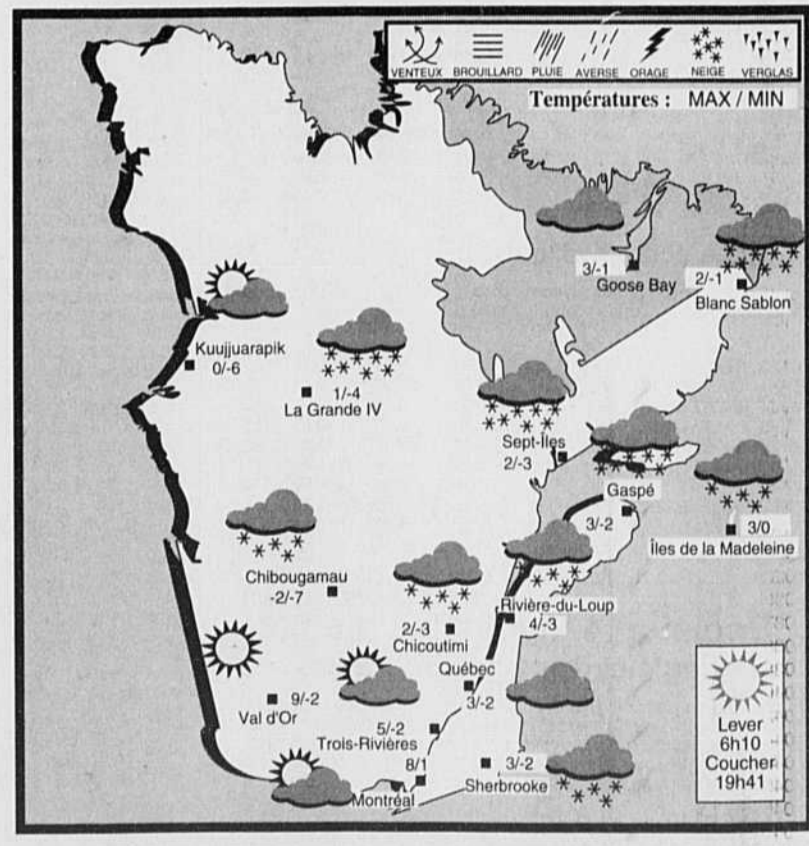 VENTEUX BROUILLARD PLUIE AVERSE ORAGE NEIGE VERGLAS
Températures : MAX / MIN
3/-1
Goose Bay
2/-1
Blanc Sablon
Kuujjuarapik
0/-6
1/-4
La Grande IV
Sept-Îles
2/-3
Gaspé
3/-2
3/0
Îles de la Madeleine
Chibougamau
-2/-7
Rivière-du-Loup
4/-3
2/-3
Chicoutimi
Québec
3/-2
9/-2
Val d'Or
5/-2
Trois-Rivières
8/1
Montréal
3/-2
Sherbrooke
Lever
6h10
Coucher
19h41